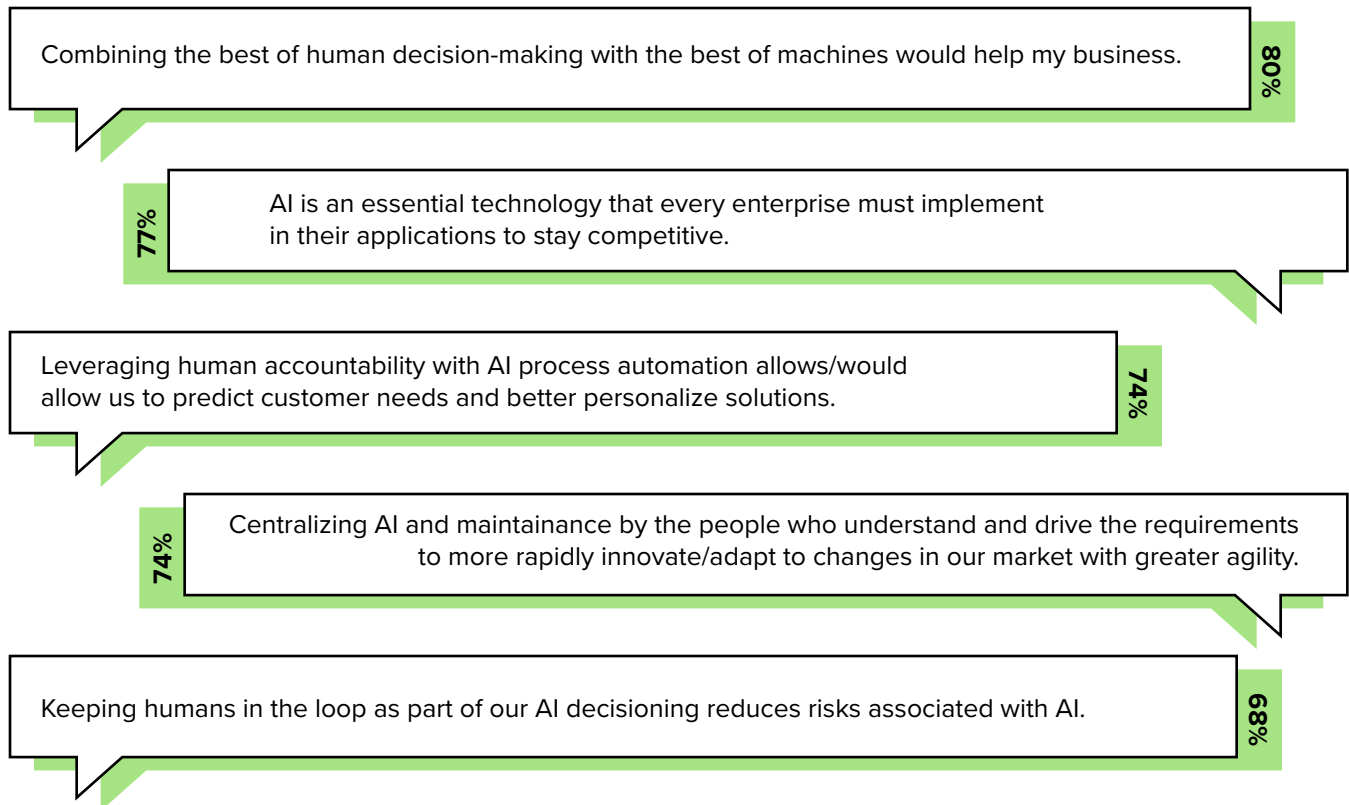 Combining the best of human decision-making with the best of machines would help my business.
80%
77%
AI is an essential technology that every enterprise must implement
in their applications to stay competitive.
Leveraging human accountability with AI process automation allows/would
allow us to predict customer needs and better personalize solutions.
74%
74%
Centralizing AI and maintainance by the people who understand and drive the requirements
to more rapidly innovate/adapt to changes in our market with greater agility.
Keeping humans in the loop as part of our AI decisioning reduces risks associated with AI.
68%